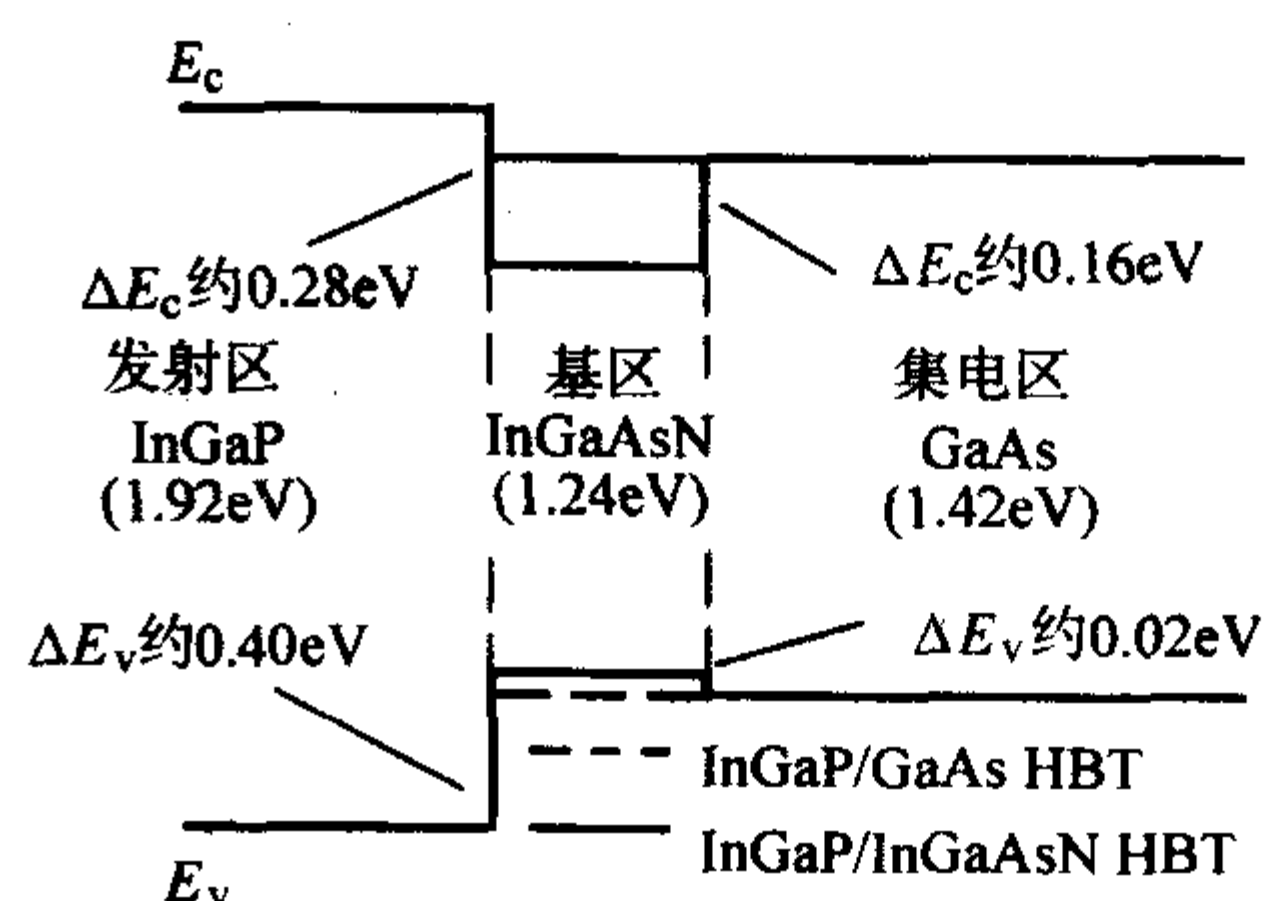 Ec
ΔEc约0.28eV
ΔEc约0.16eV
发射区
InGaP
(1.92eV)
基区
InGaAsN
(1.24eV)
集电区
GaAs
(1.42eV)
ΔEv约0.40eV
ΔEv约0.02eV
InGaP/GaAs HBT
InGaP/InGaAsN HBT
Ev